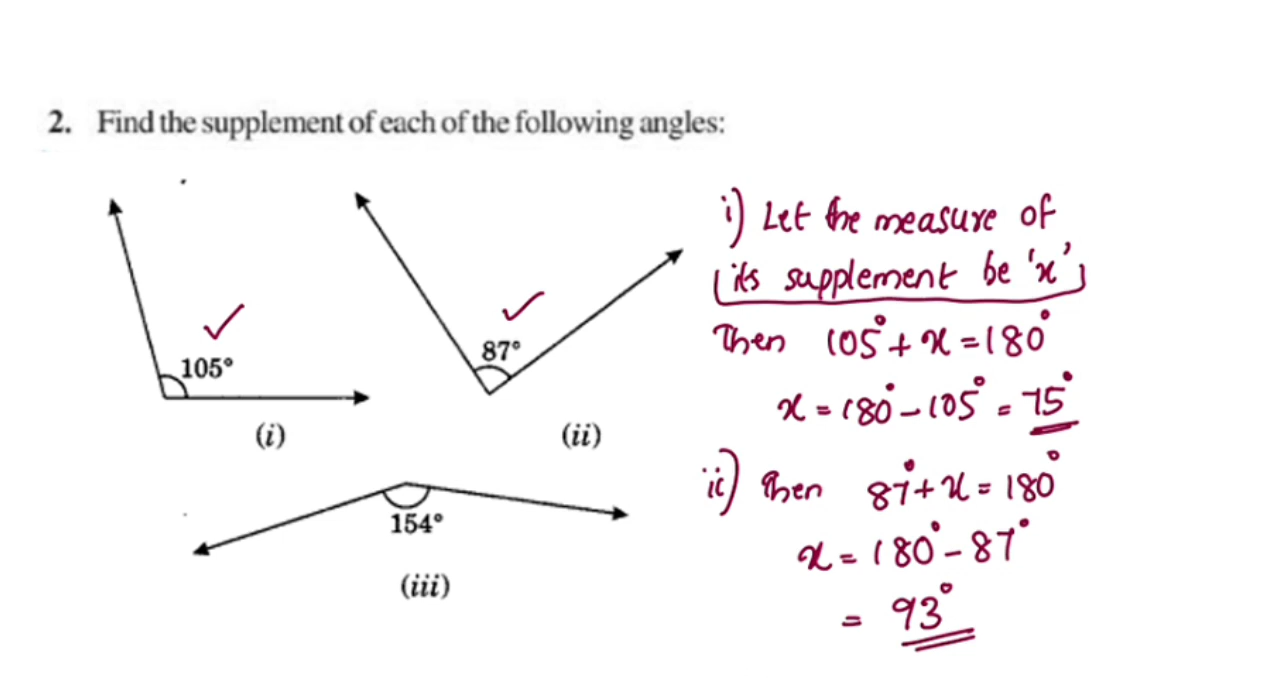 2. Find the supplement of each of the following angles:
105°
(i)
87°
(ii)
154°
(iii)
i) Let the measure of
its supplement be 'x'
Then 105° + x = 180°
x = 180° - 105° = 75°
ii) Then 87° + x = 180°
x = 180° - 87°
= 93°